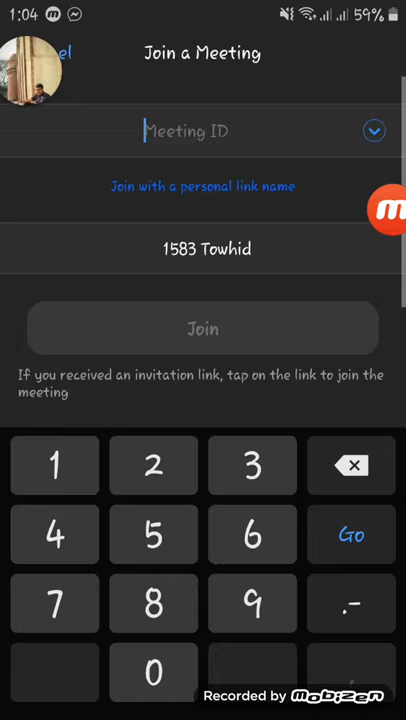 1:04
59%
el
Join a Meeting
Meeting ID
Join with a personal link name
1583 Towhid
Join
If you received an invitation link, tap on the link to join the
meeting
1 2 3
4 5 6 Go
7 8 9 .-
0
Recorded by mobizen